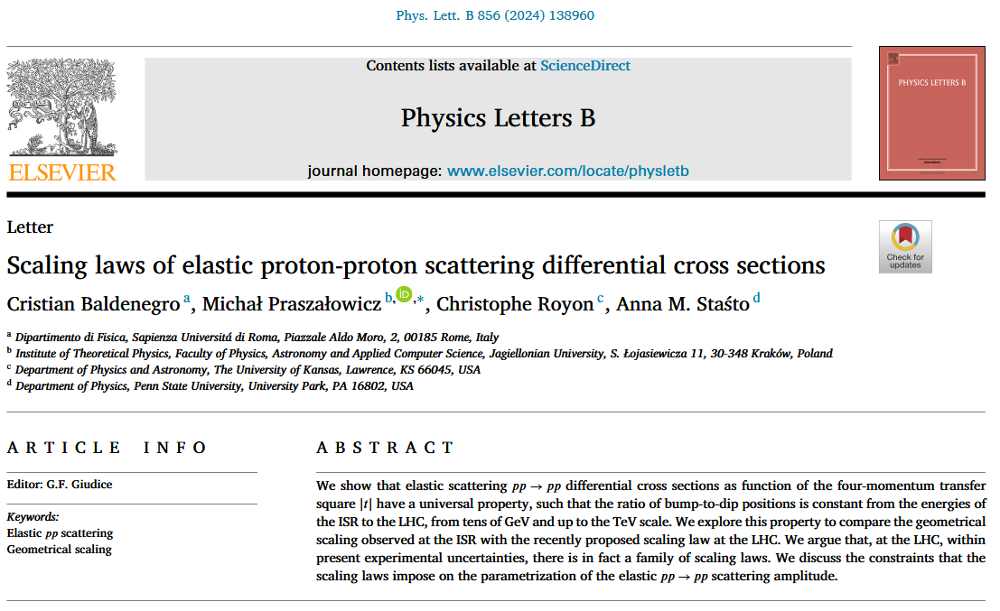 Phys. Lett. B 856 (2024) 138960
Contents lists available at ScienceDirect
Physics Letters B
journal homepage: www.elsevier.com/locate/physletb
ELSEVIER
PHYSICS LETTERS B
Letter
Check for
updates
Scaling laws of elastic proton-proton scattering differential cross sections
Cristian Baldenegro a, Michał Praszałowicz b, iD,*, Christophe Royon c, Anna M. Staśto d
a Dipartimento di Fisica, Sapienza Universitá di Roma, Piazzale Aldo Moro, 2, 00185 Rome, Italy
b Institute of Theoretical Physics, Faculty of Physics, Astronomy and Applied Computer Science, Jagiellonian University, S. Łojasiewicza 11, 30-348 Kraków, Poland
c Department of Physics and Astronomy, The University of Kansas, Lawrence, KS 66045, USA
d Department of Physics, Penn State University, University Park, PA 16802, USA
ARTICLE INFO
Editor: G.F. Giudice
Keywords:
Elastic pp scattering
Geometrical scaling
ABSTRACT
We show that elastic scattering pp → pp differential cross sections as function of the four-momentum transfer
square |t| have a universal property, such that the ratio of bump-to-dip positions is constant from the energies of
the ISR to the LHC, from tens of GeV and up to the TeV scale. We explore this property to compare the geometrical
scaling observed at the ISR with the recently proposed scaling law at the LHC. We argue that, at the LHC, within
present experimental uncertainties, there is in fact a family of scaling laws. We discuss the constraints that the
scaling laws impose on the parametrization of the elastic pp → pp scattering amplitude.